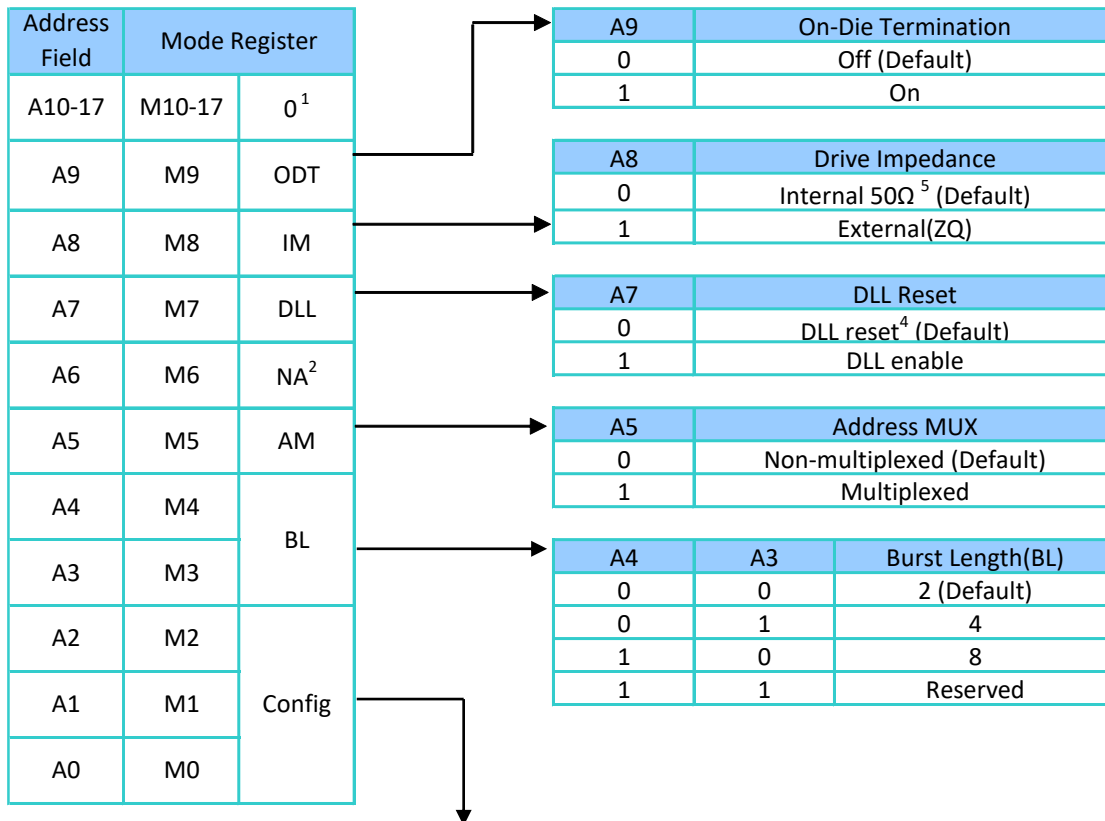 Address Field Mode Register
A10-17 M10-17 0¹
A9 M9 ODT
A8 M8 IM
A7 M7 DLL
A6 M6 NA²
A5 M5 AM
A4 M4 BL
A3 M3
A2 M2 Config
A1 M1
A0 M0
A9 On-Die Termination
0 Off (Default)
1 On
A8 Drive Impedance
0 Internal 50Ω ⁵ (Default)
1 External(ZQ)
A7 DLL Reset
0 DLL reset⁴ (Default)
1 DLL enable
A5 Address MUX
0 Non-multiplexed (Default)
1 Multiplexed
A4 A3 Burst Length(BL)
0 0 2 (Default)
0 1 4
1 0 8
1 1 Reserved